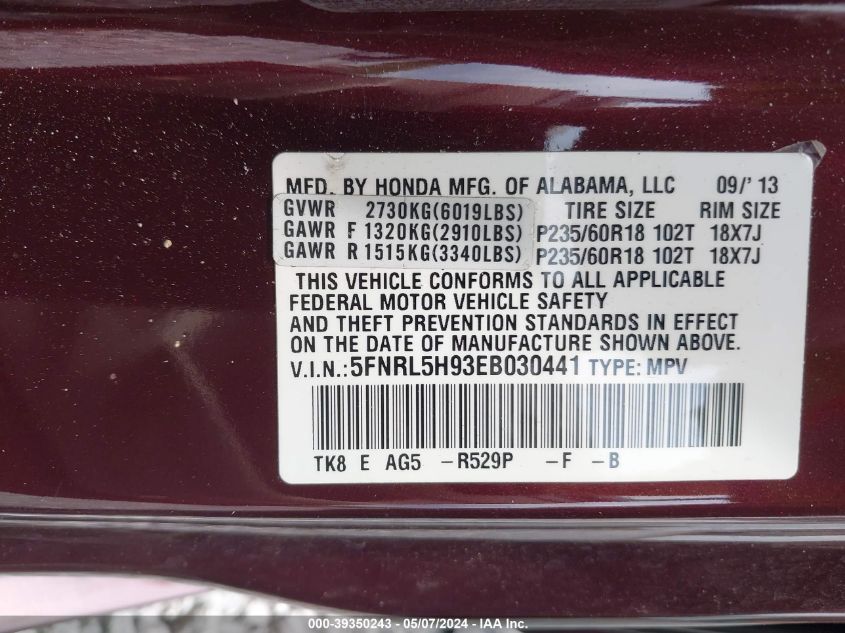 MFD. BY HONDA MFG. OF ALABAMA, LLC 09/'13
GVWR 2730KG(6019LBS) TIRE SIZE RIM SIZE
GAWR F 1320KG(2910LBS) P235/60R18 102T 18X7J
GAWR R 1515KG(3340LBS) P235/60R18 102T 18X7J
THIS VEHICLE CONFORMS TO ALL APPLICABLE
FEDERAL MOTOR VEHICLE SAFETY
AND THEFT PREVENTION STANDARDS IN EFFECT
ON THE DATE OF MANUFACTURE SHOWN ABOVE.
V.I.N.: 5FNRL5H93EB030441 TYPE: MPV
TK8 E AG5 -R529P -F -B
000-39350243 - 05/07/2024 - IAAI.COM